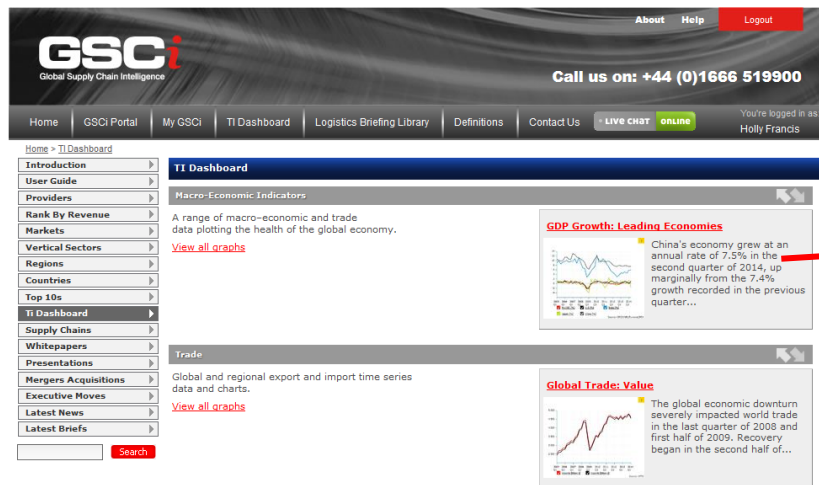 About Help Logout
GSCi
Global Supply Chain Intelligence
Call us on: +44 (0)1666 519900
Home GSCi Portal My GSCi TI Dashboard Logistics Briefing Library Definitions Contact Us LIVE CHAT ONLINE
You're logged in as
Holly Francis
Home > TI Dashboard
Introduction
User Guide
Providers
Rank By Revenue
Markets
Vertical Sectors
Regions
Countries
Top 10s
Ti Dashboard
Supply Chains
Whitepapers
Presentations
Mergers Acquisitions
Executive Moves
Latest News
Latest Briefs
Search
TI Dashboard
Macro-Economic Indicators
A range of macro-economic and trade
data plotting the health of the global economy.
View all graphs
GDP Growth: Leading Economies
China's economy grew at an
annual rate of 7.5% in the
second quarter of 2014, up
marginally from the 7.4%
growth recorded in the previous
quarter...
Trade
Global and regional export and import time series
data and charts.
View all graphs
Global Trade: Value
The global economic downturn
severely impacted world trade
in the last quarter of 2008 and
first half of 2009. Recovery
began in the second half of...